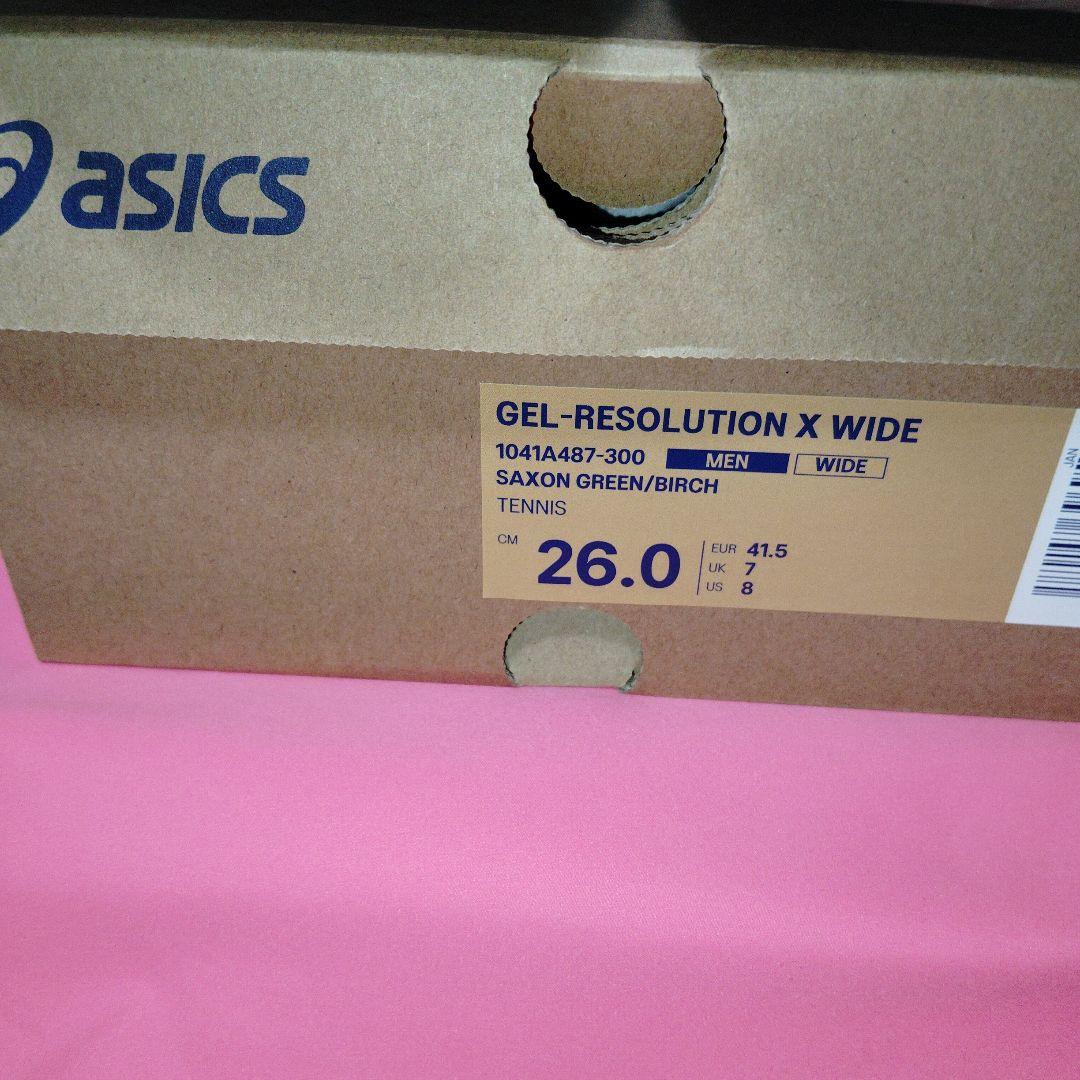 asics
GEL-RESOLUTION X WIDE
1041A487-300 MEN WIDE
SAXON GREEN/BIRCH
TENNIS
CM 26.0
EUR 41.5
UK 7
US 8
JAN